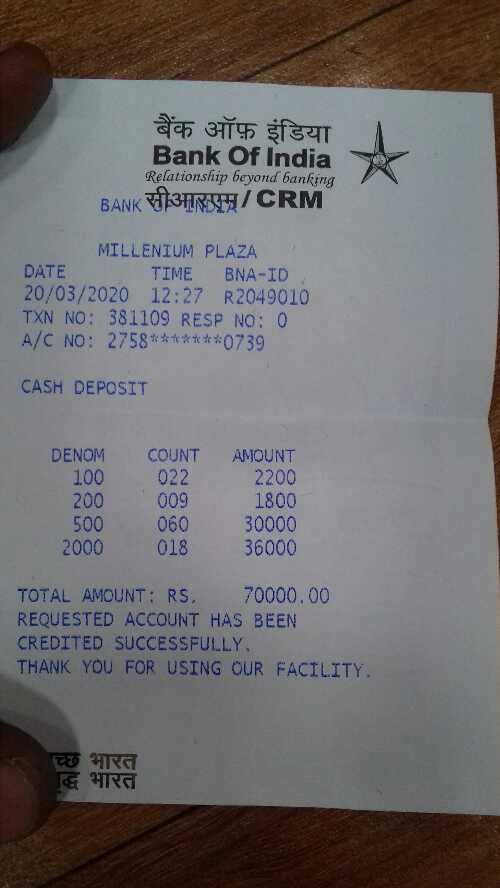 बैंक ऑफ़ इंडिया
Bank Of India
Relationship beyond banking
सीआरएम / CRM
BANK OF INDIA
MILLENIUM PLAZA
DATE TIME BNA-ID
20/03/2020 12:27 R2049010
TXN NO: 381109 RESP NO: 0
A/C NO: 2758*******0739
CASH DEPOSIT
DENOM COUNT AMOUNT
100 022 2200
200 009 1800
500 060 30000
2000 018 36000
TOTAL AMOUNT: RS. 70000.00
REQUESTED ACCOUNT HAS BEEN
CREDITED SUCCESSFULLY.
THANK YOU FOR USING OUR FACILITY.
भारत
भारत